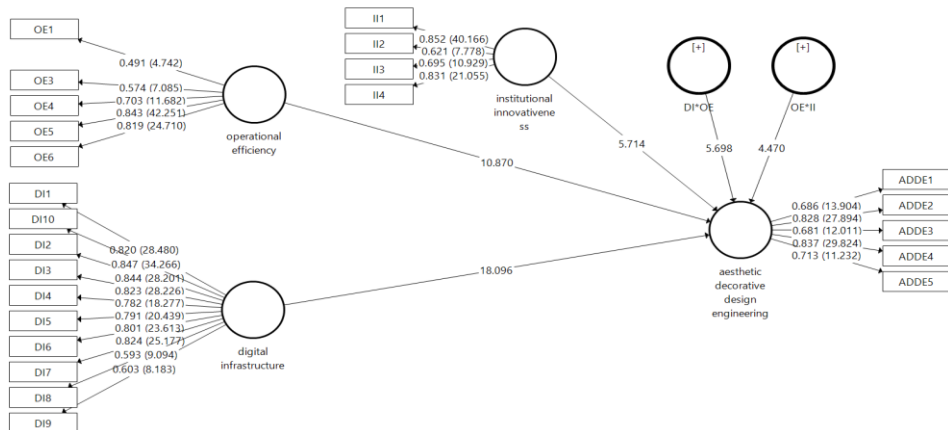 OE1
0.491 (4.742)
OE3
0.574 (7.085)
OE4
0.703 (11.682)
OE5
0.843 (42.251)
OE6
0.819 (24.710)
operational
efficiency
II1
0.852 (40.166)
II2
0.621 (7.778)
II3
0.695 (10.929)
II4
0.831 (21.055)
institutional
innovativene
ss
[+]
DI*OE
[+]
OE*II
5.714
5.698
4.470
10.870
18.096
DI1
DI10
DI2
DI3
DI4
DI5
DI6
DI7
DI8
DI9
0.820 (28.480)
0.847 (34.266)
0.844 (28.201)
0.823 (28.226)
0.782 (18.277)
0.791 (20.439)
0.801 (23.613)
0.824 (25.177)
0.593 (9.094)
0.603 (8.183)
digital
infrastructure
aesthetic
decorative
design
engineering
0.686 (13.904)
0.828 (27.894)
0.681 (12.011)
0.837 (29.824)
0.713 (11.232)
ADDE1
ADDE2
ADDE3
ADDE4
ADDE5